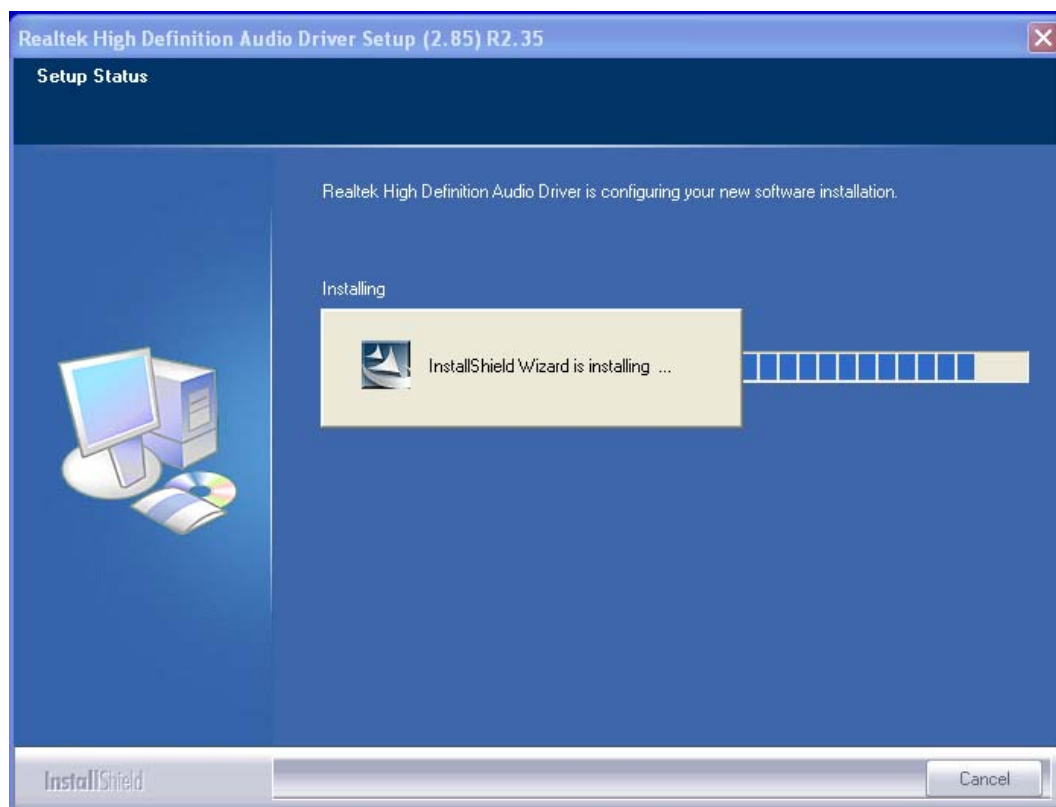 Realtek High Definition Audio Driver Setup (2.85) R2.35
Setup Status
Realtek High Definition Audio Driver is configuring your new software installation.
Installing
InstallShield Wizard is installing ...
InstallShield
Cancel